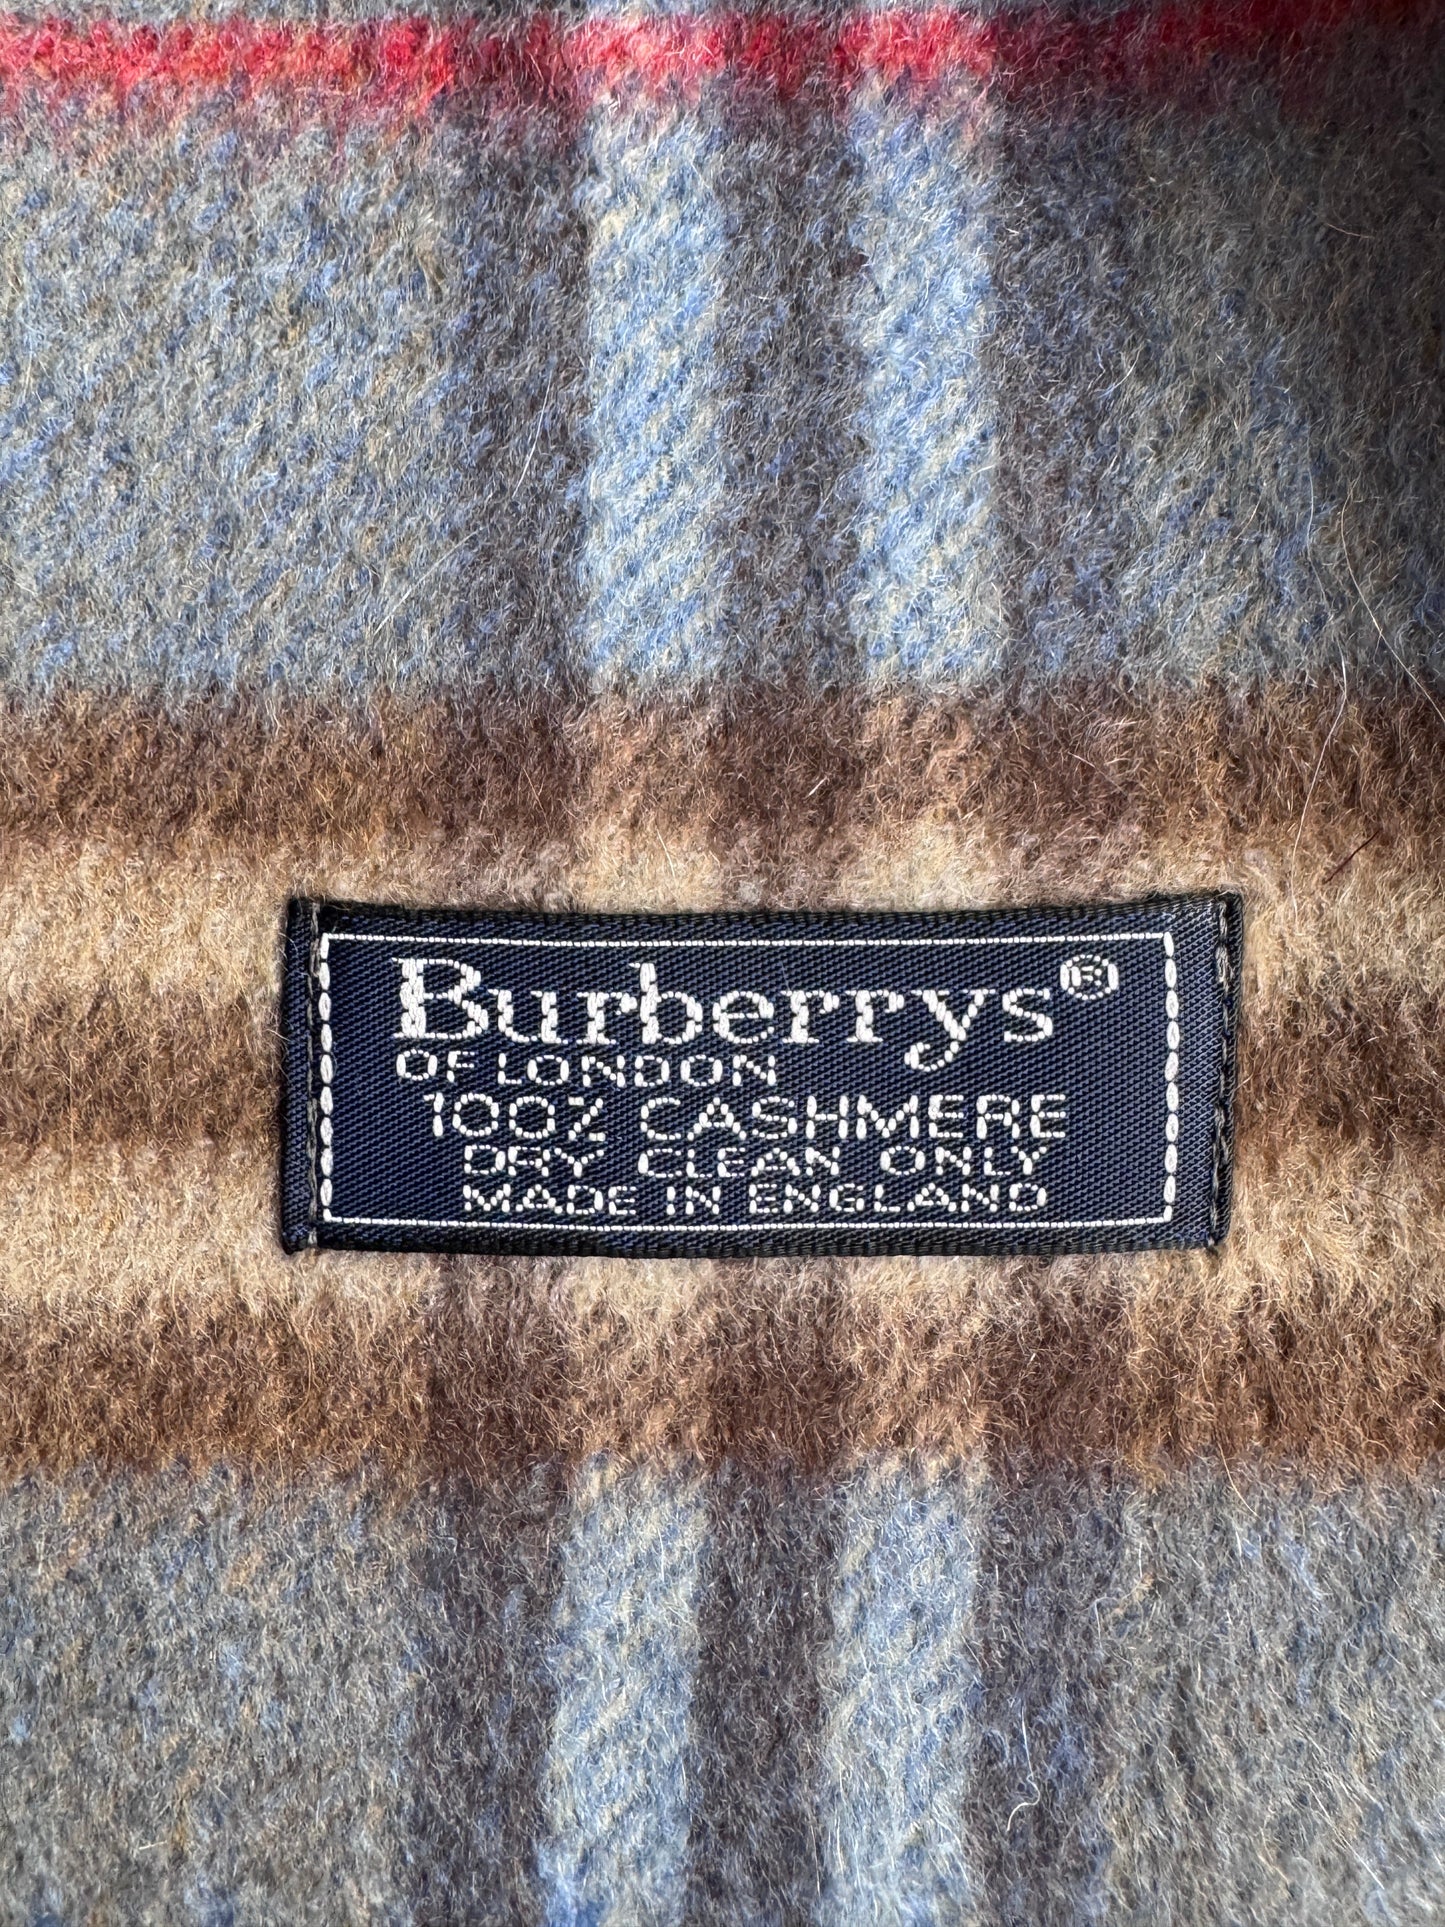 Burberrys®
OF LONDON
100% CASHMERE
DRY CLEAN ONLY
MADE IN ENGLAND